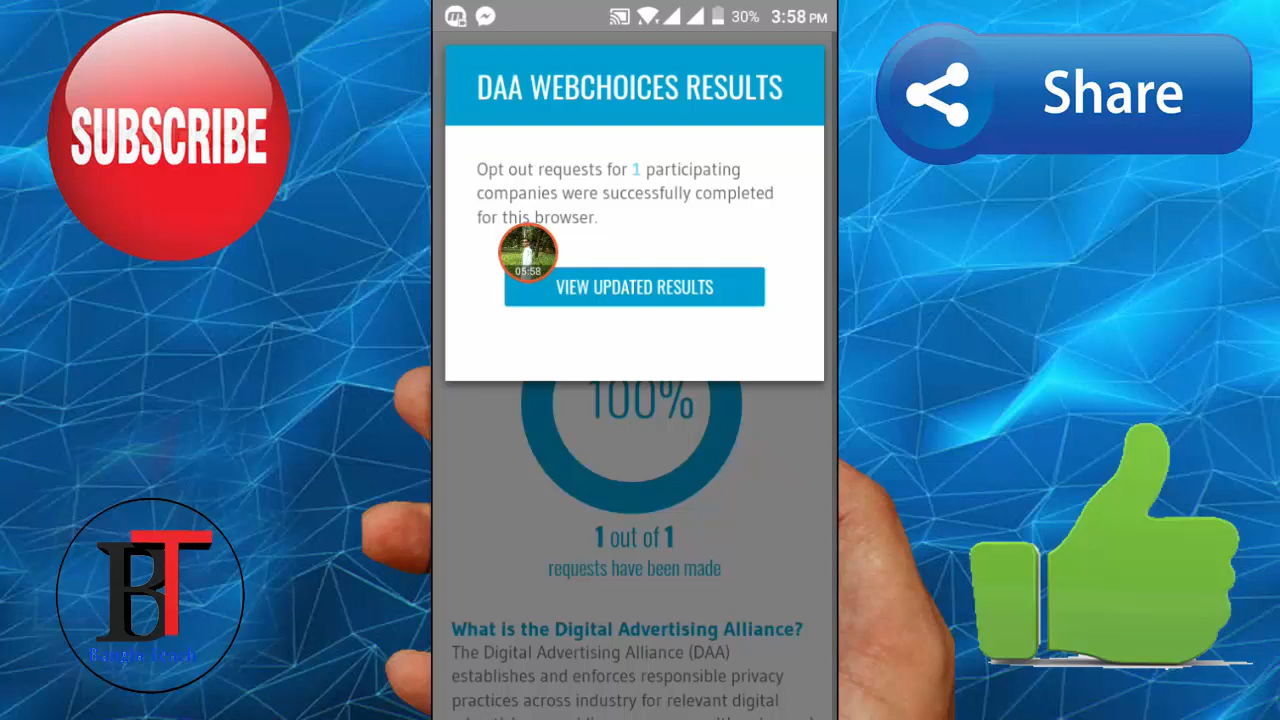 SUBSCRIBE
30% 3:58 PM
DAA WEBCHOICES RESULTS
Opt out requests for 1 participating
companies were successfully completed
for this browser.
05:58
VIEW UPDATED RESULTS
100%
1 out of 1
requests have been made
What is the Digital Advertising Alliance?
The Digital Advertising Alliance (DAA)
establishes and enforces responsible privacy
practices across industry for relevant digital
Share
BT